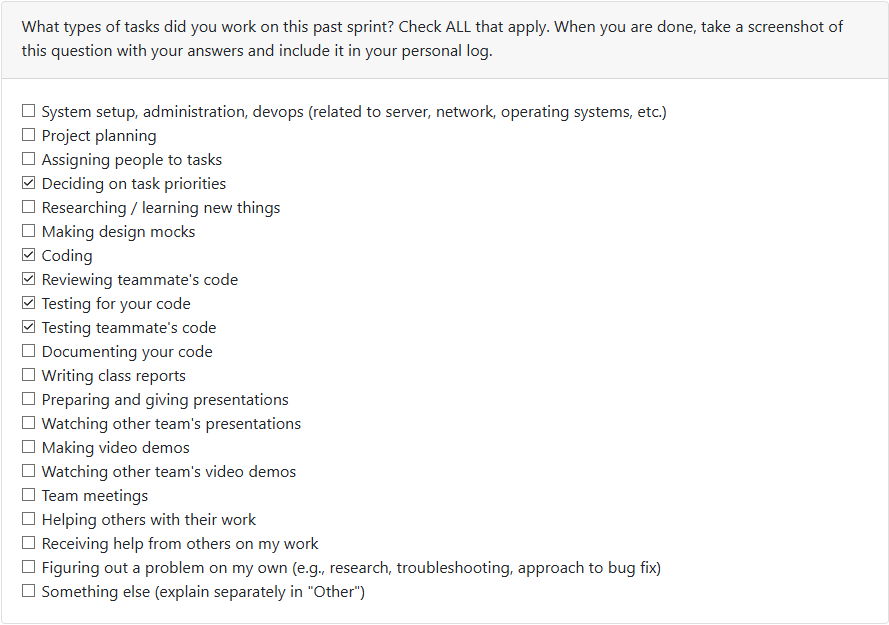 What types of tasks did you work on this past sprint? Check ALL that apply. When you are done, take a screenshot of
this question with your answers and include it in your personal log.
System setup, administration, devops (related to server, network, operating systems, etc.)
Project planning
Assigning people to tasks
Deciding on task priorities
Researching / learning new things
Making design mocks
Coding
Reviewing teammate's code
Testing for your code
Testing teammate's code
Documenting your code
Writing class reports
Preparing and giving presentations
Watching other team's presentations
Making video demos
Watching other team's video demos
Team meetings
Helping others with their work
Receiving help from others on my work
Figuring out a problem on my own (e.g., research, troubleshooting, approach to bug fix)
Something else (explain separately in "Other")